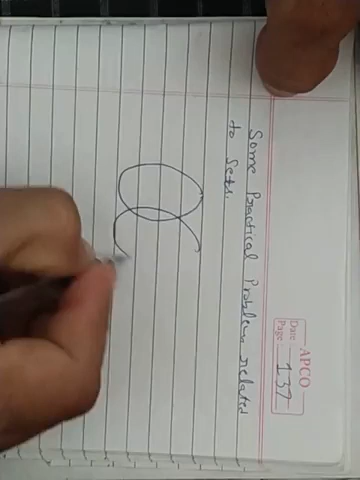 APCO
Date:
Page: 137
Some Practical Problems related
to Sets.